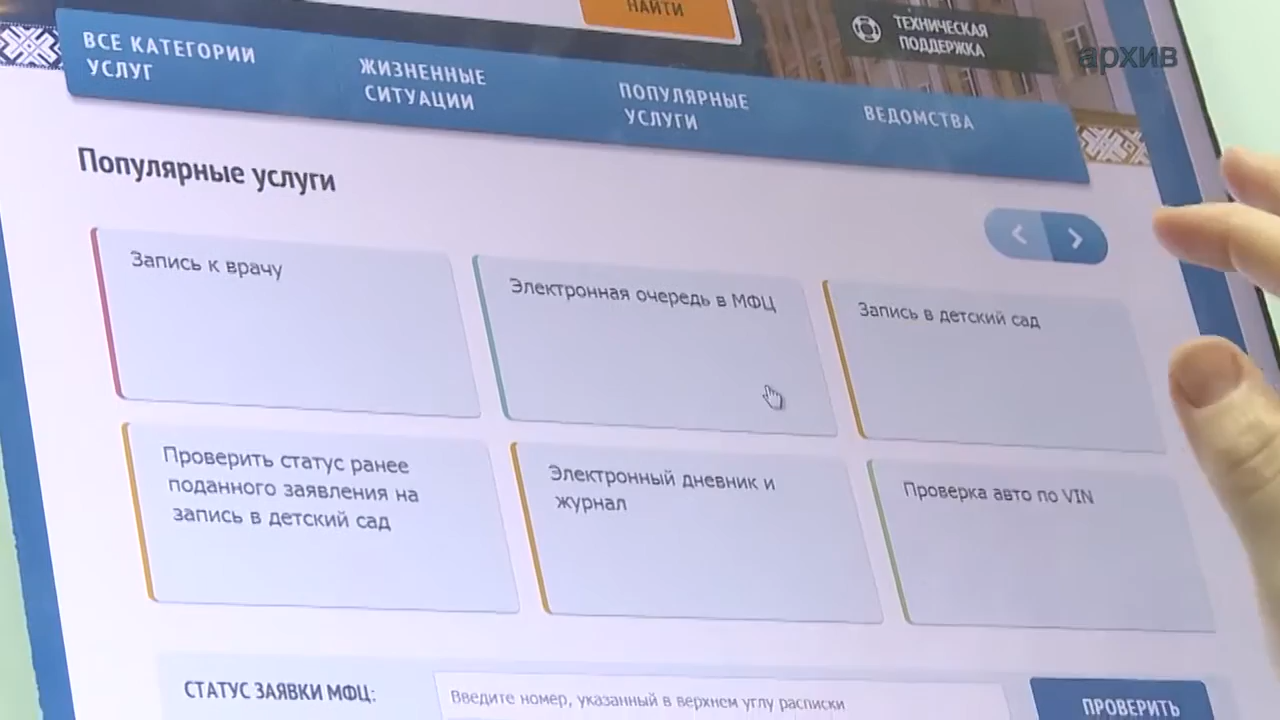 НАЙТИ
ТЕХНИЧЕСКАЯ
ПОДДЕРЖКА
архив
ВСЕ КАТЕГОРИИ
УСЛУГ
ЖИЗНЕННЫЕ
СИТУАЦИИ
ПОПУЛЯРНЫЕ
УСЛУГИ
ВЕДОМСТВА
Популярные услуги
Запись к врачу
Электронная очередь в МФЦ
Запись в детский сад
Проверить статус ранее
поданного заявления на
запись в детский сад
Электронный дневник и
журнал
Проверка авто по VIN
СТАТУС ЗАЯВКИ МФЦ:
Введите номер, указанный в верхнем углу расписки
ПРОВЕРИТЬ